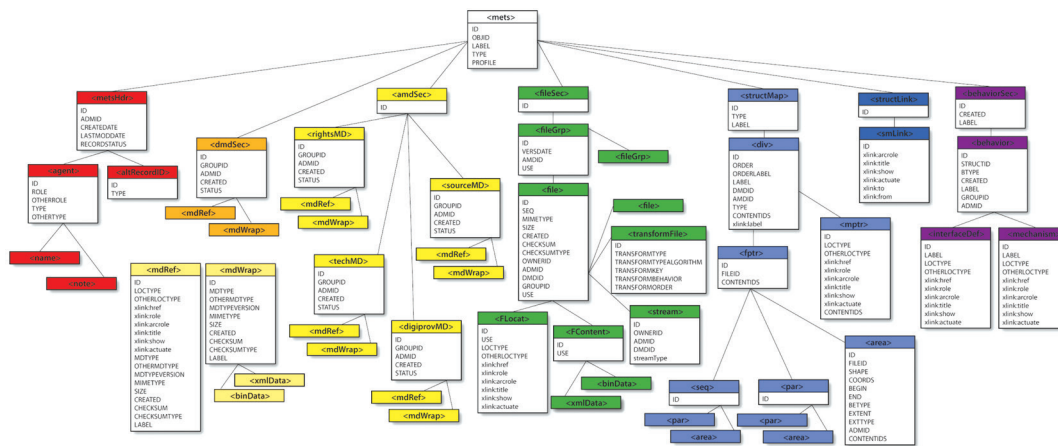 <mets>
ID
OBJID
LABEL
TYPE
PROFILE
<metsHdr>
ID
ADMID
CREATEDATE
LASTMODDATE
RECORDSTATUS
<agent>
ID
ROLE
OTHERROLE
TYPE
OTHERTYPE
<altRecordID>
ID
TYPE
<name>
<note>
<dmdSec>
ID
GROUPID
ADMID
CREATED
STATUS
<mdRef>
<mdWrap>
<mdRef>
ID
LOCTYPE
OTHERLOCTYPE
xlink:href
xlink:role
xlink:arcrole
xlink:title
xlink:show
xlink:actuate
MDTYPE
OTHERMDTYPE
MDTYPEVERSION
MIMETYPE
SIZE
CREATED
CHECKSUM
CHECKSUMTYPE
LABEL
<mdWrap>
ID
MDTYPE
OTHERMDTYPE
MDTYPEVERSION
MIMETYPE
SIZE
CREATED
CHECKSUM
CHECKSUMTYPE
LABEL
<xmlData>
<binData>
<amdSec>
ID
<rightsMD>
ID
GROUPID
ADMID
CREATED
STATUS
<mdRef>
<mdWrap>
<sourceMD>
ID
GROUPID
ADMID
CREATED
STATUS
<mdRef>
<mdWrap>
<techMD>
ID
GROUPID
ADMID
CREATED
STATUS
<mdRef>
<mdWrap>
<digiprovMD>
ID
GROUPID
ADMID
CREATED
STATUS
<mdRef>
<mdWrap>
<fileSec>
ID
<fileGrp>
ID
VERSDATE
AMDID
USE
<fileGrp>
<file>
ID
SEQ
MIMETYPE
SIZE
CREATED
CHECKSUM
CHECKSUMTYPE
OWNERID
ADMID
DMDID
GROUPID
USE
<file>
<transformFile>
TRANSFORMTYPE
TRANSFORMTYPEALGORITHM
TRANSFORMKEY
TRANSFORMBEHAVIOR
TRANSFORMORDER
<stream>
ID
OWNERID
ADMID
DMDID
streamType
<FLocat>
ID
USE
LOCTYPE
OTHERLOCTYPE
xlink:href
xlink:role
xlink:arcrole
xlink:title
xlink:show
xlink:actuate
<FContent>
ID
USE
<binData>
<xmlData>
<structMap>
ID
TYPE
LABEL
<div>
ID
ORDER
ORDERLABEL
LABEL
DMDID
AMDID
TYPE
CONTENTIDS
xlink:label
<fptr>
ID
FILEID
CONTENTIDS
<mptr>
ID
LOCTYPE
OTHERLOCTYPE
xlink:href
xlink:role
xlink:arcrole
xlink:title
xlink:show
xlink:actuate
CONTENTIDS
<seq>
ID
<par>
<area>
<par>
ID
<par>
<area>
<area>
ID
FILEID
SHAPE
COORDS
BEGIN
END
BETYPE
EXTENT
EXTTYPE
ADMID
CONTENTIDS
<structLink>
ID
<smLink>
ID
xlink:arcrole
xlink:title
xlink:show
xlink:actuate
xlink:to
xlink:from
<behaviorSec>
ID
CREATED
LABEL
<behavior>
ID
STRUCTID
BTYPE
CREATED
LABEL
GROUPID
ADMID
<interfaceDef>
ID
LABEL
LOCTYPE
OTHERLOCTYPE
xlink:href
xlink:role
xlink:arcrole
xlink:title
xlink:show
xlink:actuate
<mechanism>
ID
LABEL
LOCTYPE
OTHERLOCTYPE
xlink:href
xlink:role
xlink:arcrole
xlink:title
xlink:show
xlink:actuate